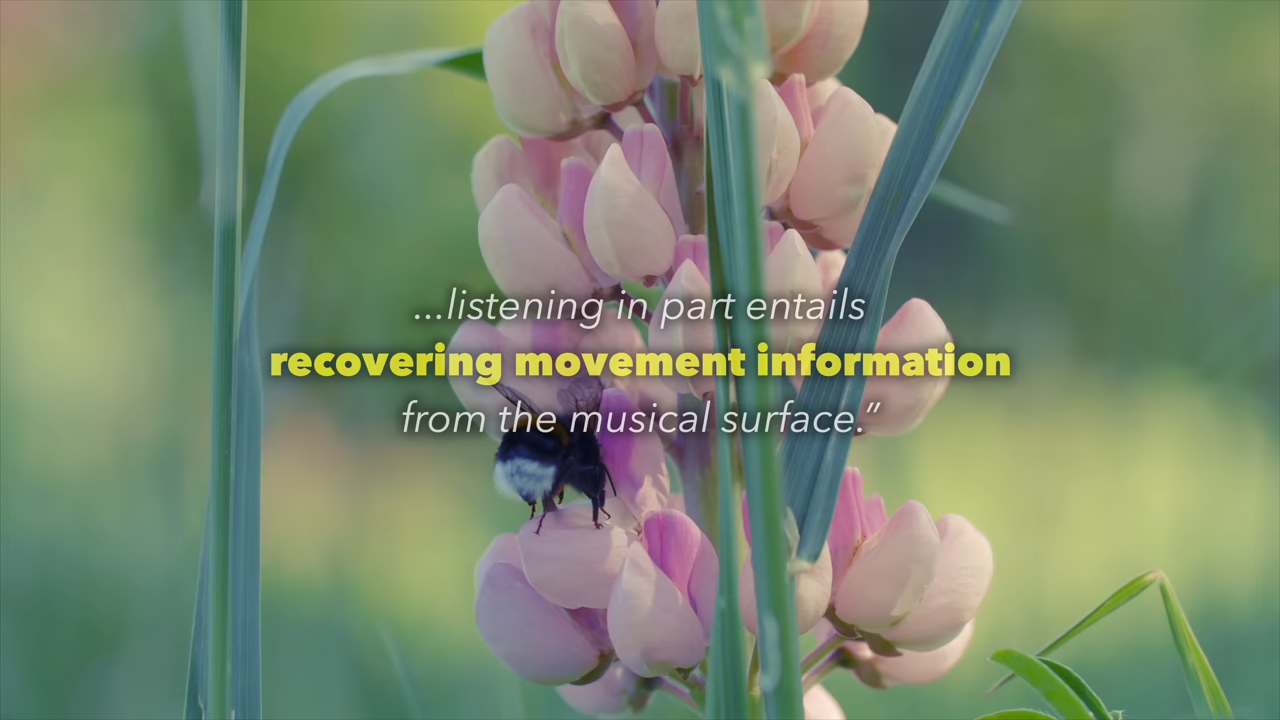 ...listening in part entails
recovering movement information
from the musical surface.”